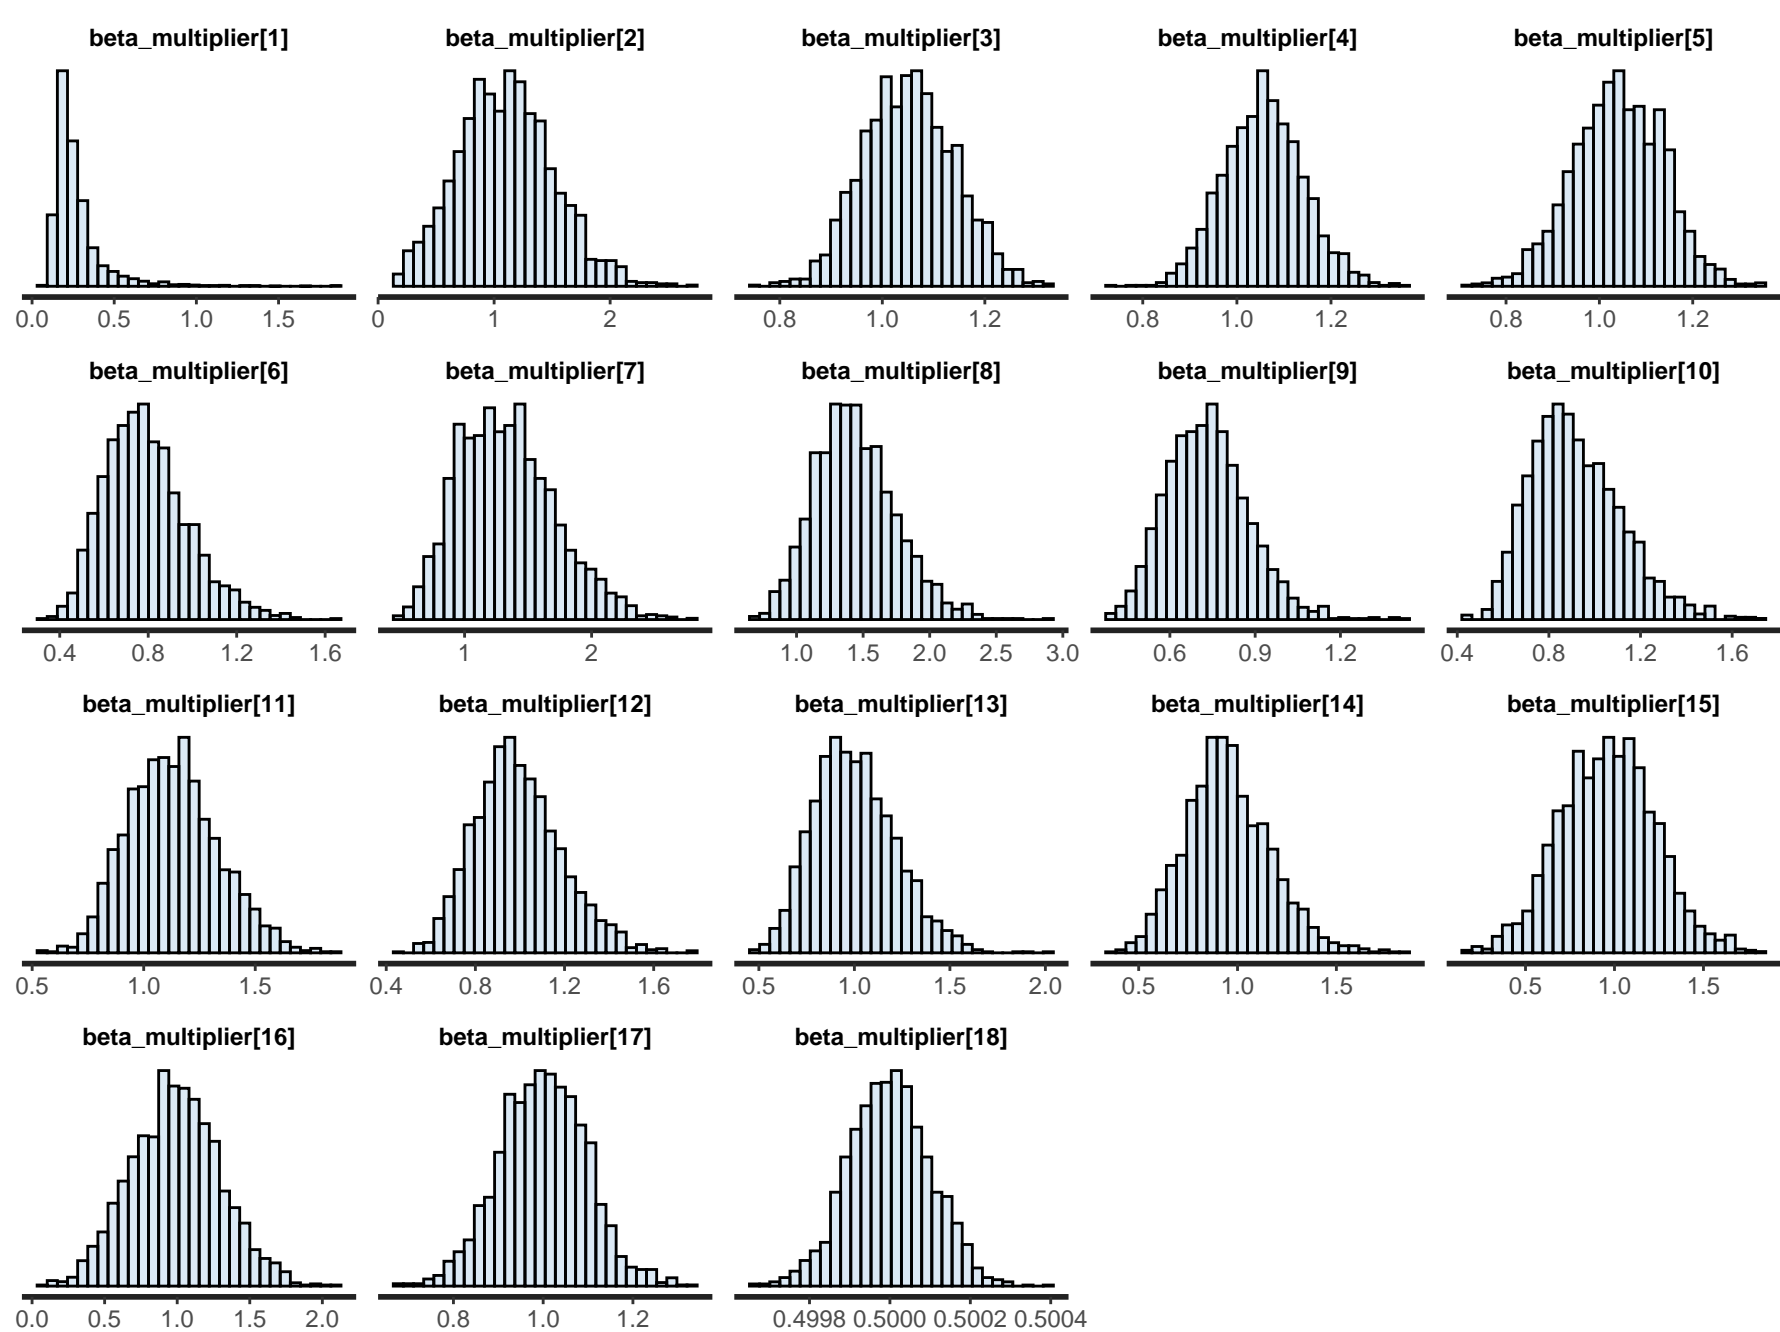 beta_multiplier[1] beta_multiplier[2] beta_multiplier[3] beta_multiplier[4] beta_multiplier[5]
0.0 0.5 1.0 1.5 0 1 2 0.8 1.0 1.2 0.8 1.0 1.2 0.8 1.0 1.2
beta_multiplier[6] beta_multiplier[7] beta_multiplier[8] beta_multiplier[9] beta_multiplier[10]
0.4 0.8 1.2 1.6 1 2 1.0 1.5 2.0 2.5 3.0 0.6 0.9 1.2 0.4 0.8 1.2 1.6
beta_multiplier[11] beta_multiplier[12] beta_multiplier[13] beta_multiplier[14] beta_multiplier[15]
0.5 1.0 1.5 0.4 0.8 1.2 1.6 0.5 1.0 1.5 2.0 0.5 1.0 1.5 0.5 1.0 1.5
beta_multiplier[16] beta_multiplier[17] beta_multiplier[18]
0.0 0.5 1.0 1.5 2.0 0.8 1.0 1.2 0.4998 0.5000 0.5002 0.5004